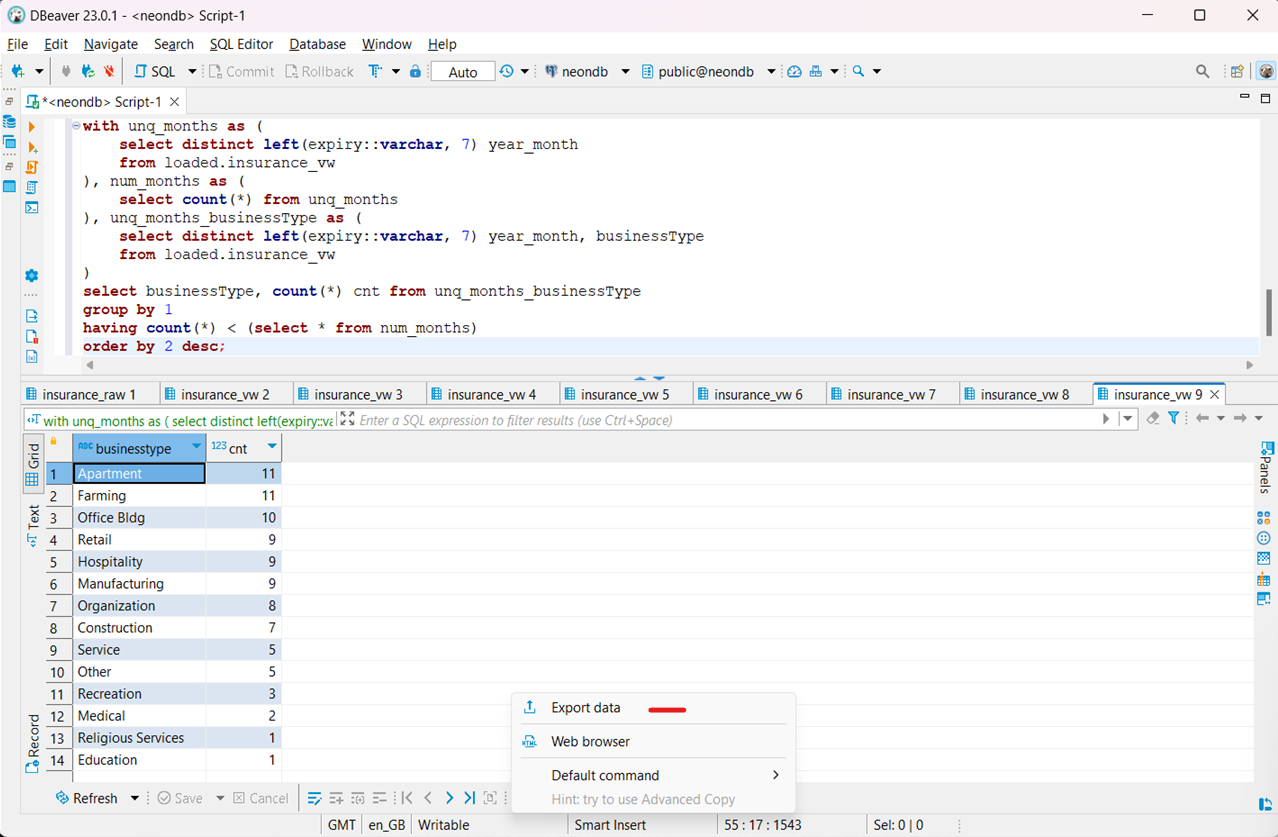 DBeaver 23.0.1 - <neondb> Script-1
File Edit Navigate Search SQL Editor Database Window Help
SQL Commit Rollback Auto neondb public@neondb
*<neondb> Script-1
with unq_months as (
select distinct left(expiry::varchar, 7) year_month
from loaded.insurance_vw
), num_months as (
select count(*) from unq_months
), unq_months_businessType as (
select distinct left(expiry::varchar, 7) year_month, businessType
from loaded.insurance_vw
)
select businessType, count(*) cnt from unq_months_businessType
group by 1
having count(*) < (select * from num_months)
order by 2 desc;
insurance_raw 1 insurance_vw 2 insurance_vw 3 insurance_vw 4 insurance_vw 5 insurance_vw 6 insurance_vw 7 insurance_vw 8 insurance_vw 9
with unq_months as ( select distinct left(expiry::va Enter a SQL expression to filter results (use Ctrl+Space)
Grid
Text
Record
Panels
ABC businesstype 123 cnt
1 Apartment 11
2 Farming 11
3 Office Bldg 10
4 Retail 9
5 Hospitality 9
6 Manufacturing 9
7 Organization 8
8 Construction 7
9 Service 5
10 Other 5
11 Recreation 3
12 Medical 2
13 Religious Services 1
14 Education 1
Export data
HTML Web browser
Default command
Hint: try to use Advanced Copy
Refresh Save Cancel
GMT en_GB Writable Smart Insert 55 : 17 : 1543 Sel: 0 | 0